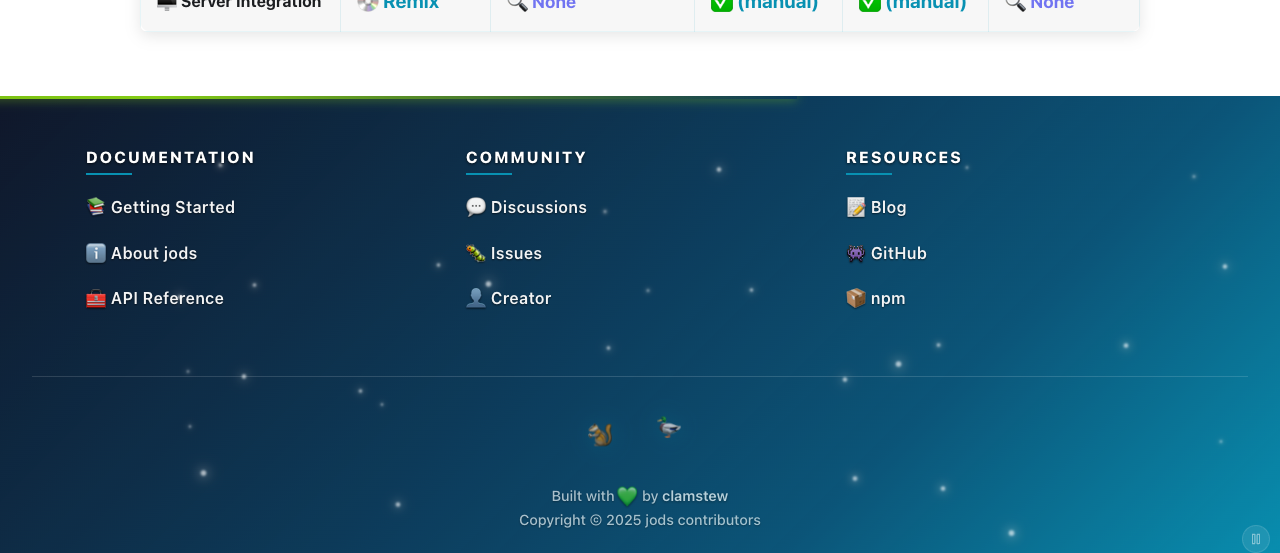 Server Integration Remix None (manual) (manual) None
DOCUMENTATION COMMUNITY RESOURCES
Getting Started Discussions Blog
About jods Issues GitHub
API Reference Creator npm
Built with 💚 by clamstew
Copyright © 2025 jods contributors